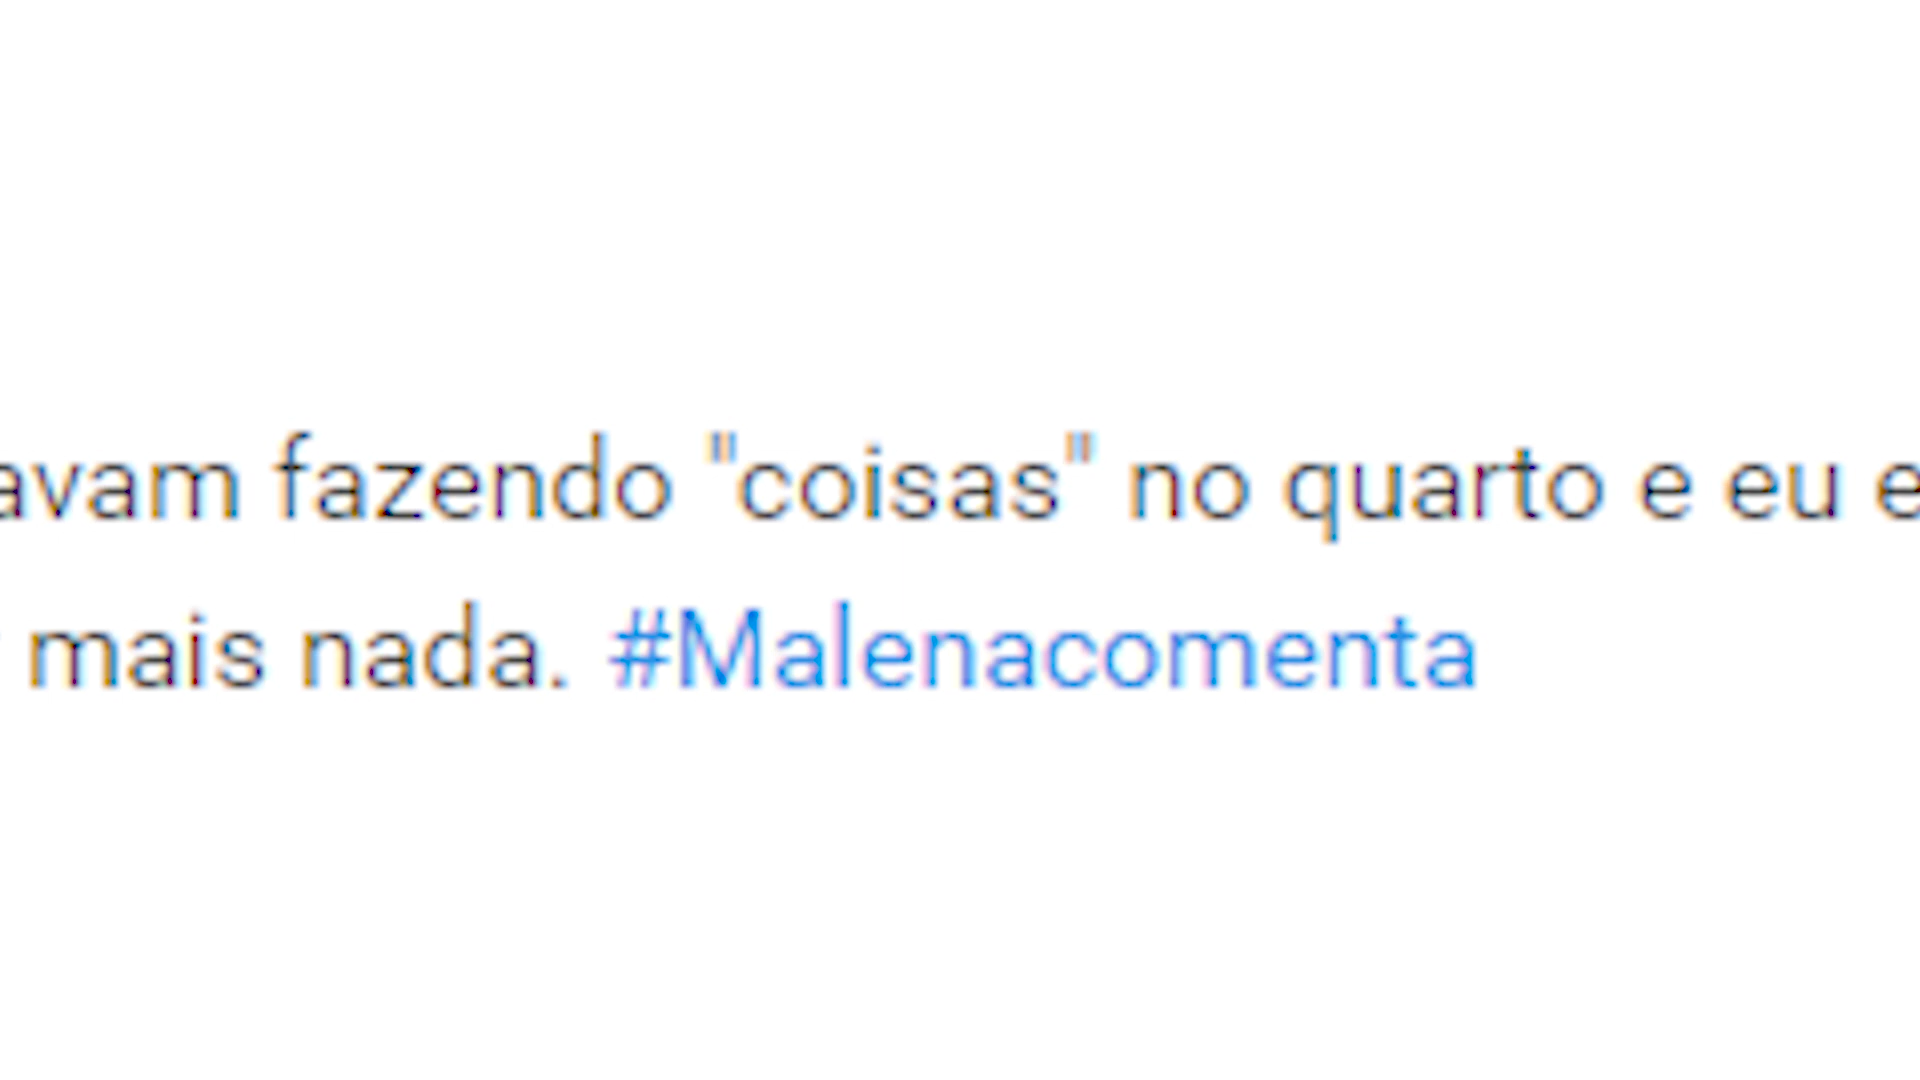 avam fazendo "coisas" no quarto e eu e
mais nada. #Malenacomenta